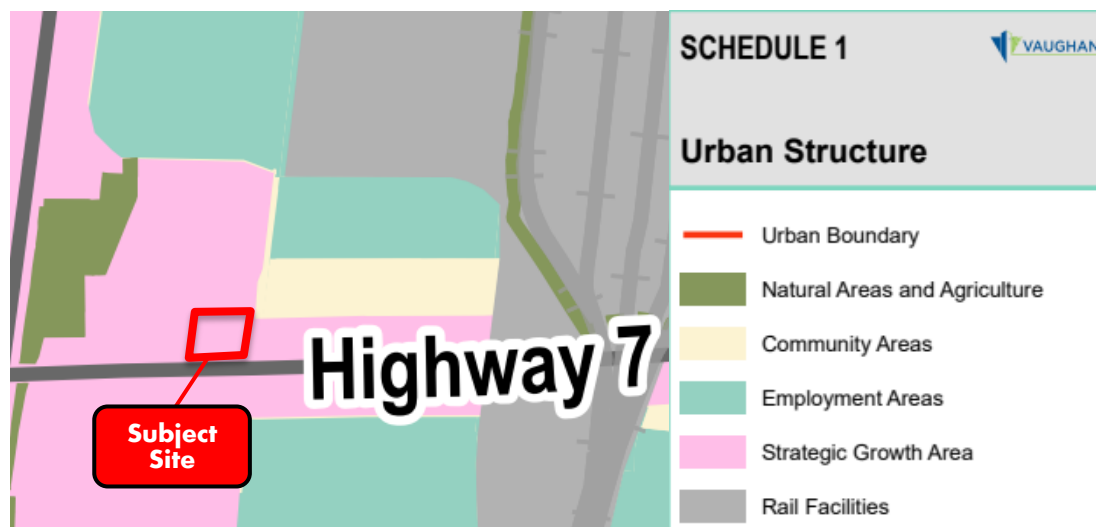 SCHEDULE 1
VAUGHAN
Urban Structure
Urban Boundary
Natural Areas and Agriculture
Community Areas
Employment Areas
Strategic Growth Area
Rail Facilities
Highway 7
Subject
Site